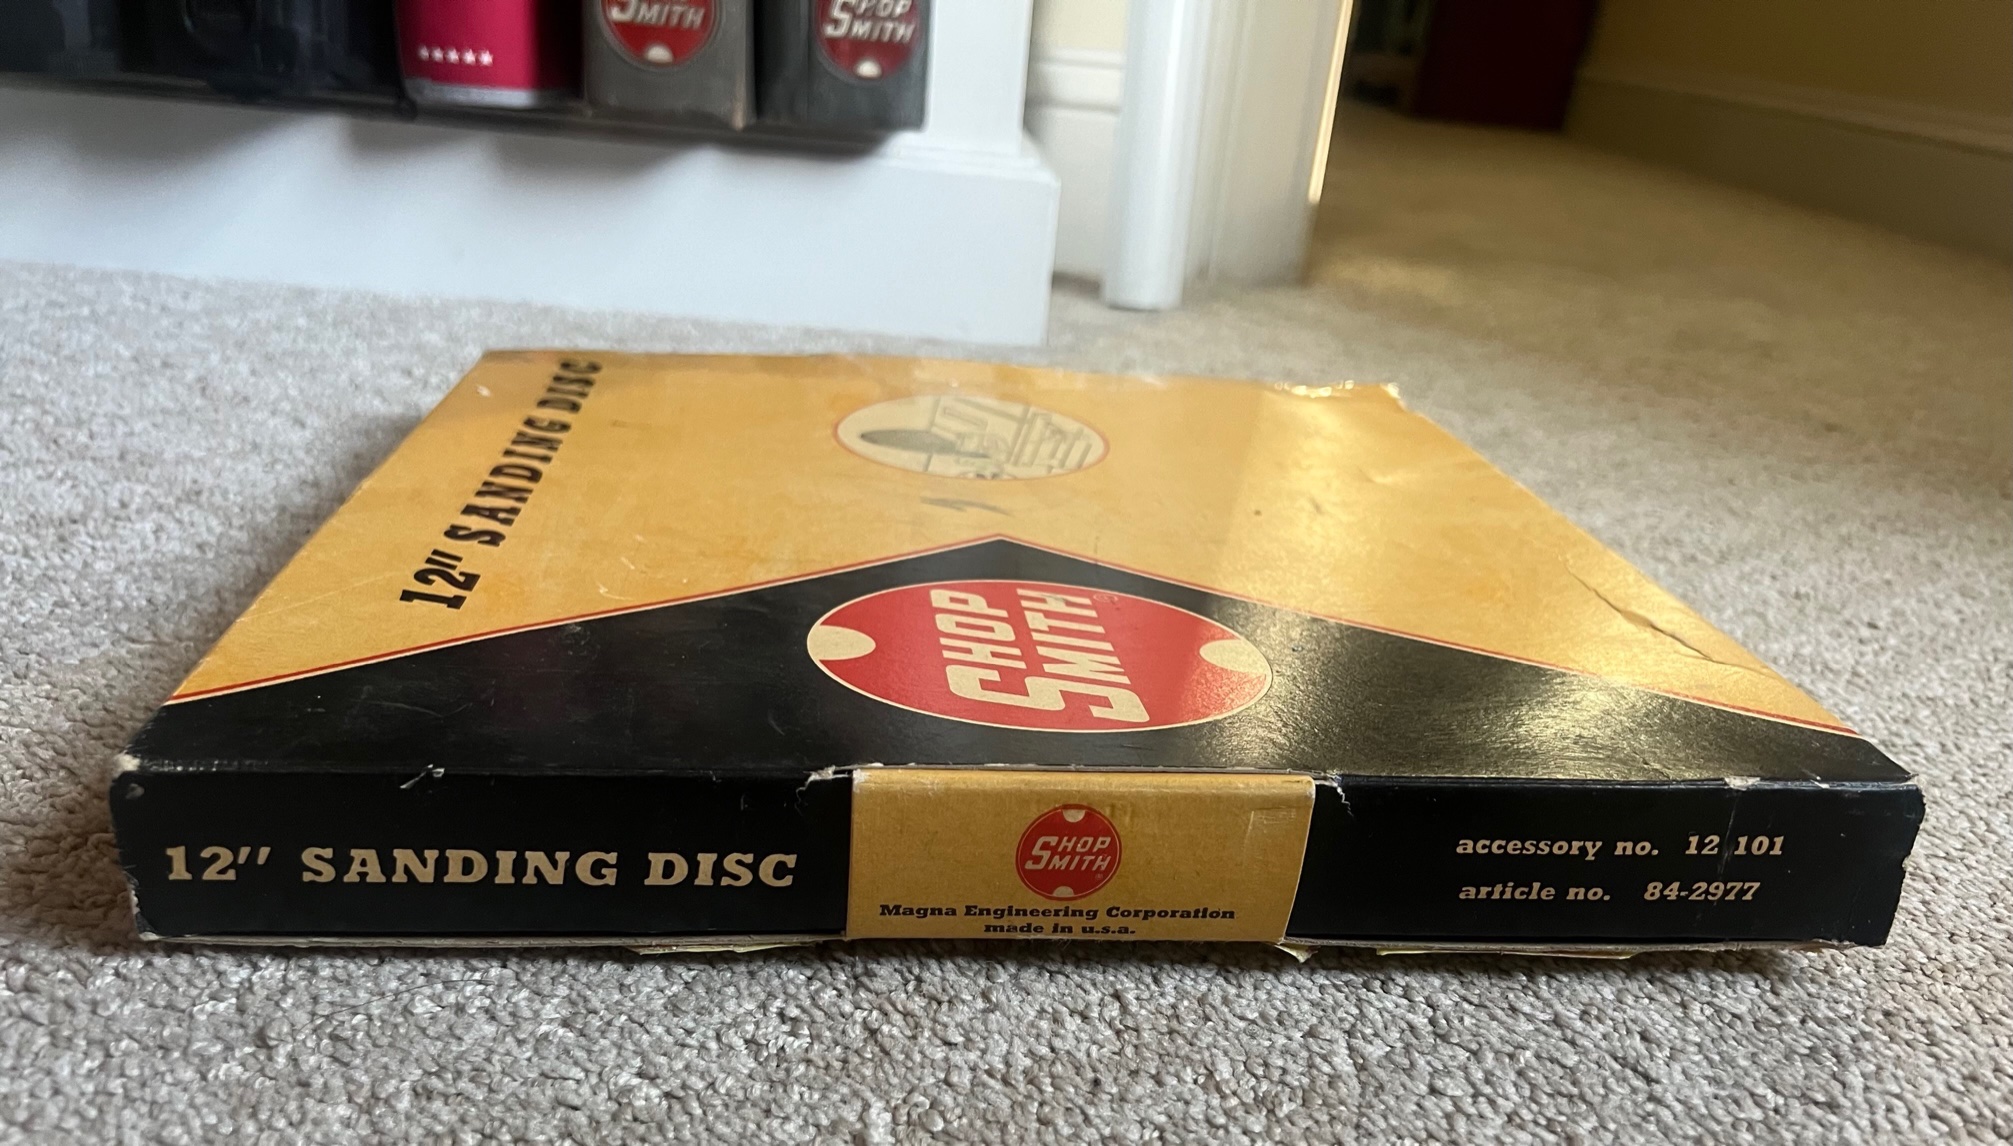 SMITH
SHOP
SMITH
12" SANDING DISC
SHOP
SMITH®
12" SANDING DISC
SHOP
SMITH®
Magna Engineering Corporation
made in u.s.a.
accessory no. 12 101
article no. 84-2977